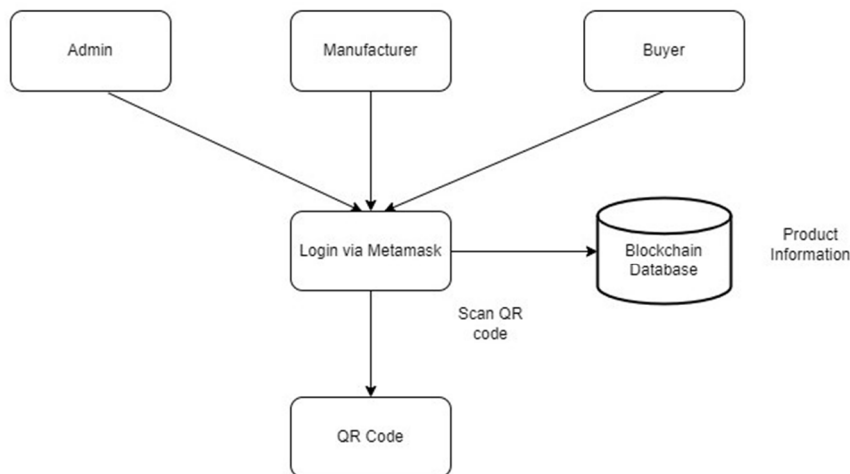 Admin
Manufacturer
Buyer
Login via Metamask
Blockchain
Database
Product
Information
Scan QR
code
QR Code